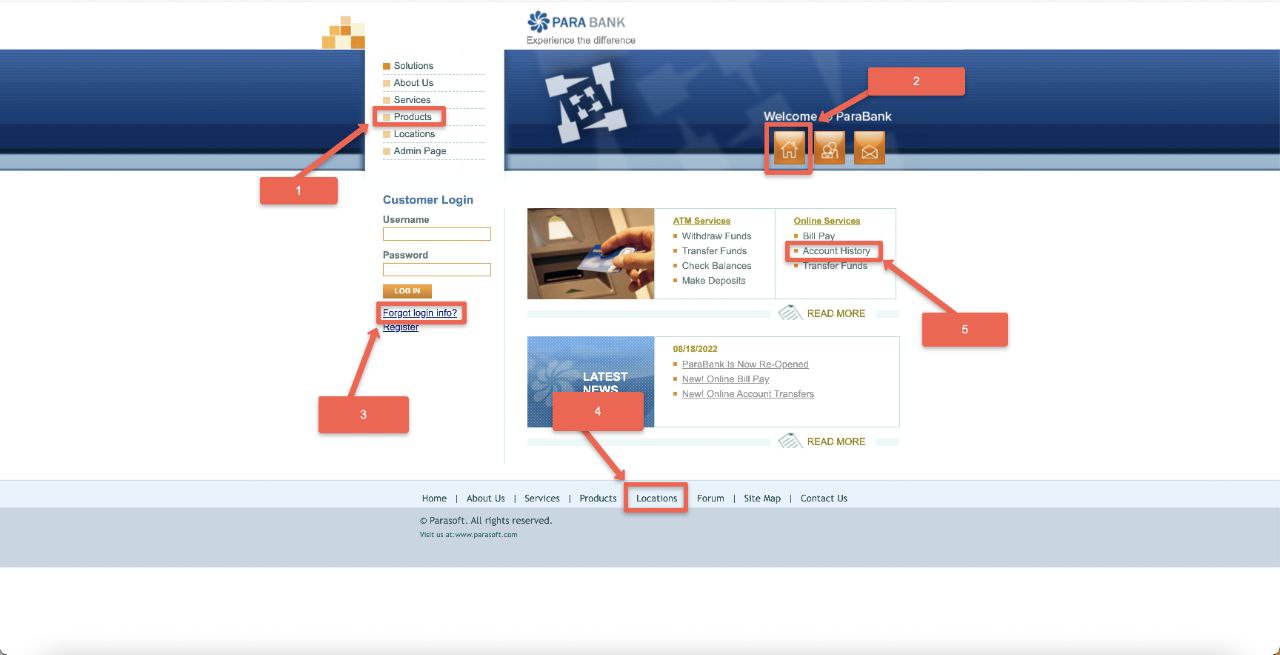 PARA BANK
Experience the difference
Solutions
About Us
Services
Products
Locations
Admin Page
1
2
Welcome ParaBank
Customer Login
Username
Password
LOG IN
Forgot login info?
Register
3
ATM Services
Withdraw Funds
Transfer Funds
Check Balances
Make Deposits
Online Services
Bill Pay
Account History
Transfer Funds
5
READ MORE
LATEST
NEWS
4
08/18/2022
ParaBank Is Now Re-Opened
New! Online Bill Pay
New! Online Account Transfers
READ MORE
Home | About Us | Services | Products Locations Forum | Site Map | Contact Us
© Parasoft. All rights reserved.
Visit us at:www.parasoft.com